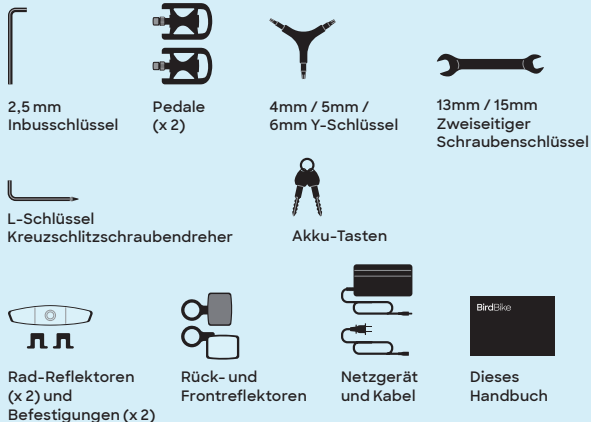 2,5 mm
Inbusschlüssel
Pedale
(x 2)
4mm / 5mm /
6mm Y-Schlüssel
13mm / 15mm
Zweiseitiger
Schraubenschlüssel
L-Schlüssel
Kreuzschlitzschraubendreher
Akku-Tasten
Rad-Reflektoren
(x 2) und
Befestigungen (x 2)
Rück- und
Frontreflektoren
Netzgerät
und Kabel
BirdBike
Dieses
Handbuch